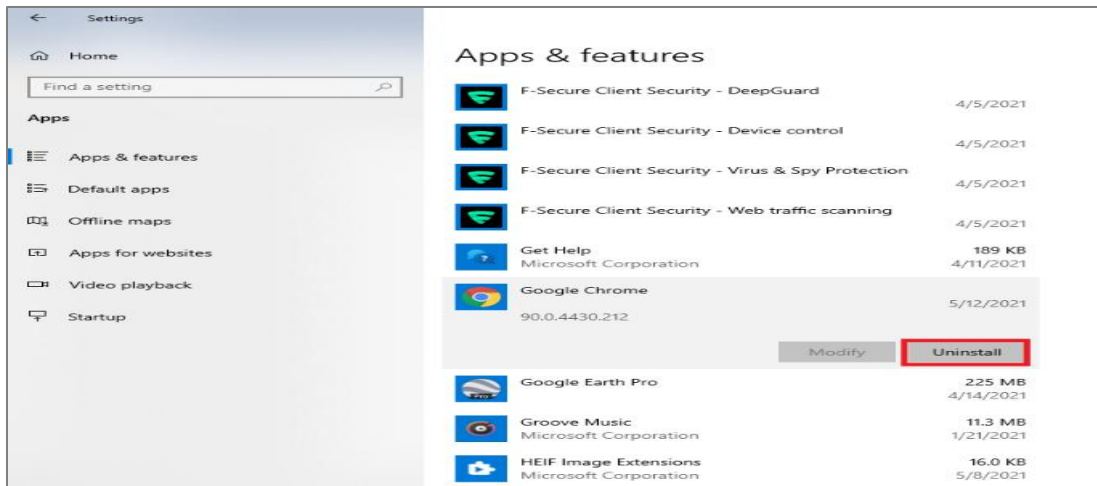 Settings
Home
Find a setting
Apps
Apps & features
Default apps
Offline maps
Apps for websites
Video playback
Startup
Apps & features
F-Secure Client Security - DeepGuard
4/5/2021
F-Secure Client Security - Device control
4/5/2021
F-Secure Client Security - Virus & Spy Protection
4/5/2021
F-Secure Client Security - Web traffic scanning
4/5/2021
Get Help 189 KB
Microsoft Corporation 4/11/2021
Google Chrome
5/12/2021
90.0.4430.212
Modify Uninstall
Google Earth Pro 225 MB
4/14/2021
Groove Music 11.3 MB
Microsoft Corporation 1/21/2021
HEIF Image Extensions 16.0 KB
Microsoft Corporation 5/8/2021